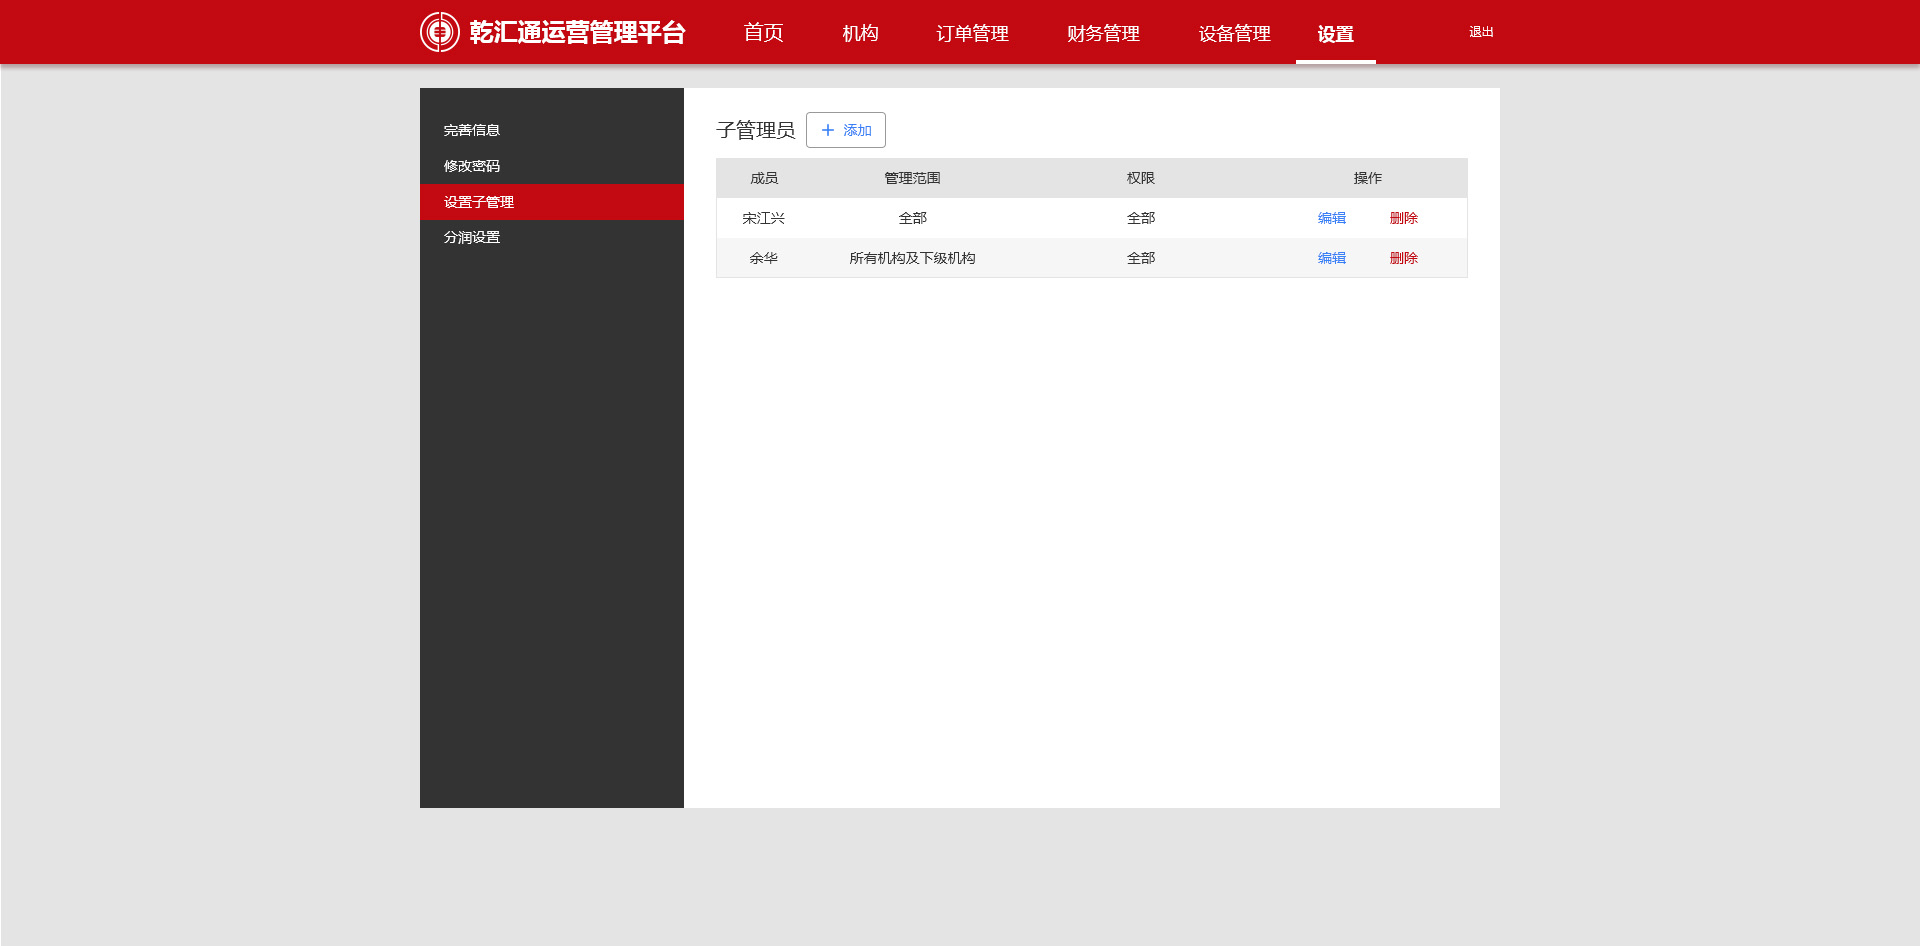 乾汇通运营管理平台 首页 机构 订单管理 财务管理 设备管理 设置 退出
完善信息
修改密码
设置子管理
分润设置
子管理员 + 添加
成员 管理范围 权限 操作
宋江兴 全部 全部 编辑 删除
余华 所有机构及下级机构 全部 编辑 删除